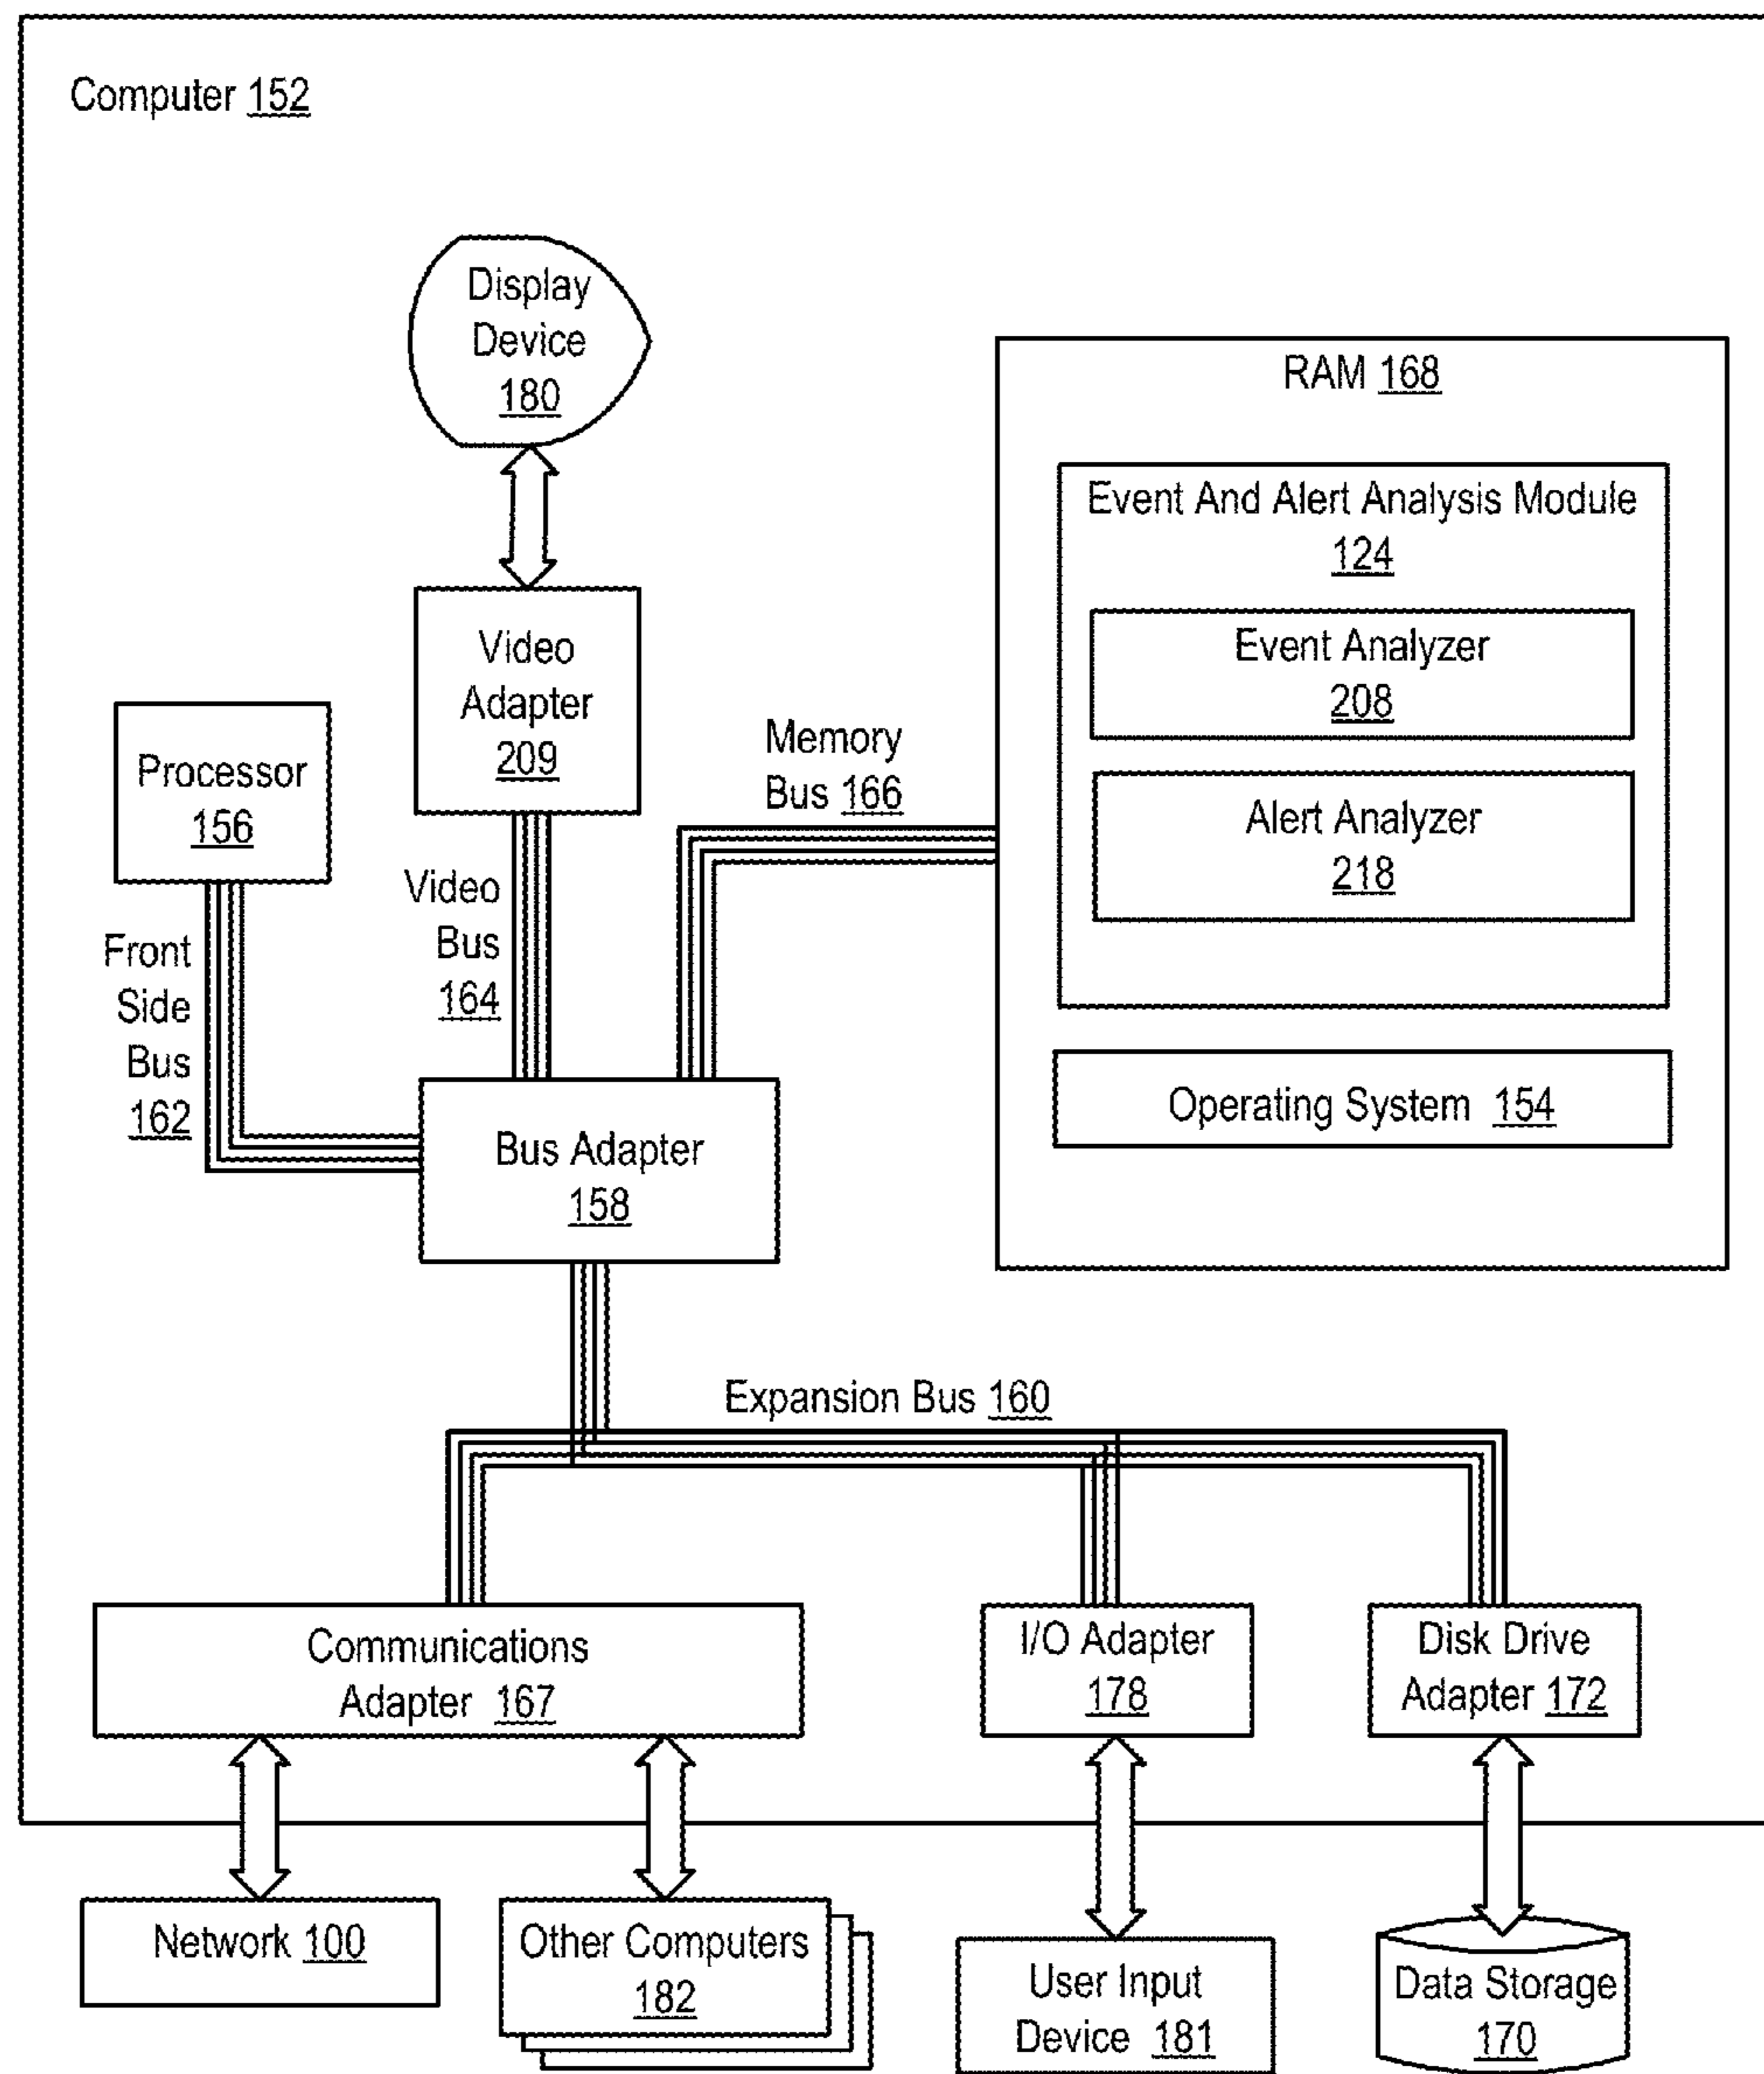 Computer 152
Display
Device
180
RAM 168
Event And Alert Analysis Module
124
Event Analyzer
208
Alert Analyzer
218
Operating System 154
Video
Adapter
209
Processor
156
Memory
Bus 166
Video
Bus
164
Front
Side
Bus
162
Bus Adapter
158
Expansion Bus 160
Communications
Adapter 167
I/O Adapter
178
Disk Drive
Adapter 172
Network 100
Other Computers
182
User Input
Device 181
Data Storage
170